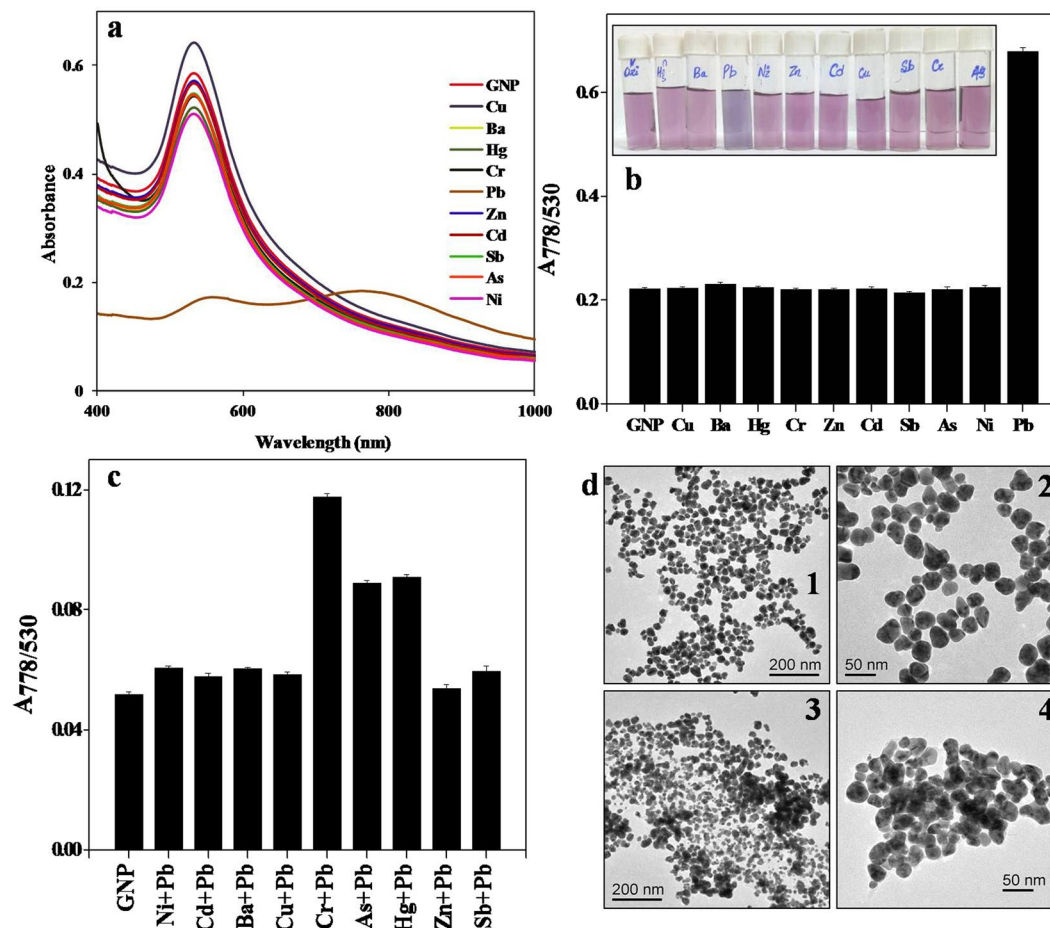 a
0.6
0.4
0.2
0
400
600
800
1000
Absorbance
Wavelength (nm)
GNP
Cu
Ba
Hg
Cr
Pb
Zn
Cd
Sb
As
Ni
b
Ba
Pb
Ni
Zn
Cd
Cu
Sb
Cr
As
0.6
0.4
0.2
0.0
A778/530
GNP Cu Ba Hg Cr Zn Cd Sb As Ni Pb
c
0.12
0.08
0.04
0.00
A778/530
GNP
Ni+Pb
Cd+Pb
Ba+Pb
Cu+Pb
Cr+Pb
As+Pb
Hg+Pb
Zn+Pb
Sb+Pb
d
1
200 nm
2
50 nm
3
200 nm
4
50 nm